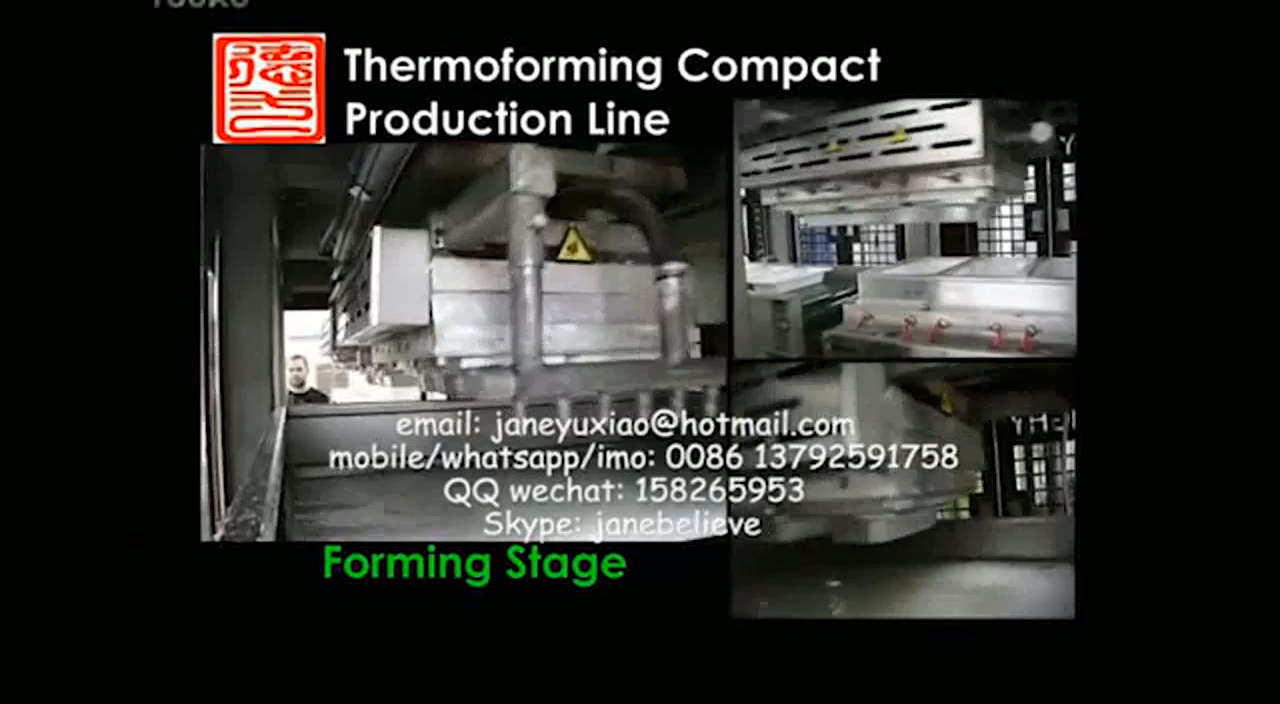 Thermoforming Compact
Production Line
email: janeyuxiao@hotmail.com
mobile/whatsapp/imo: 0086 13792591758
QQ wechat: 158265953
Skype: janebelieve
Forming Stage